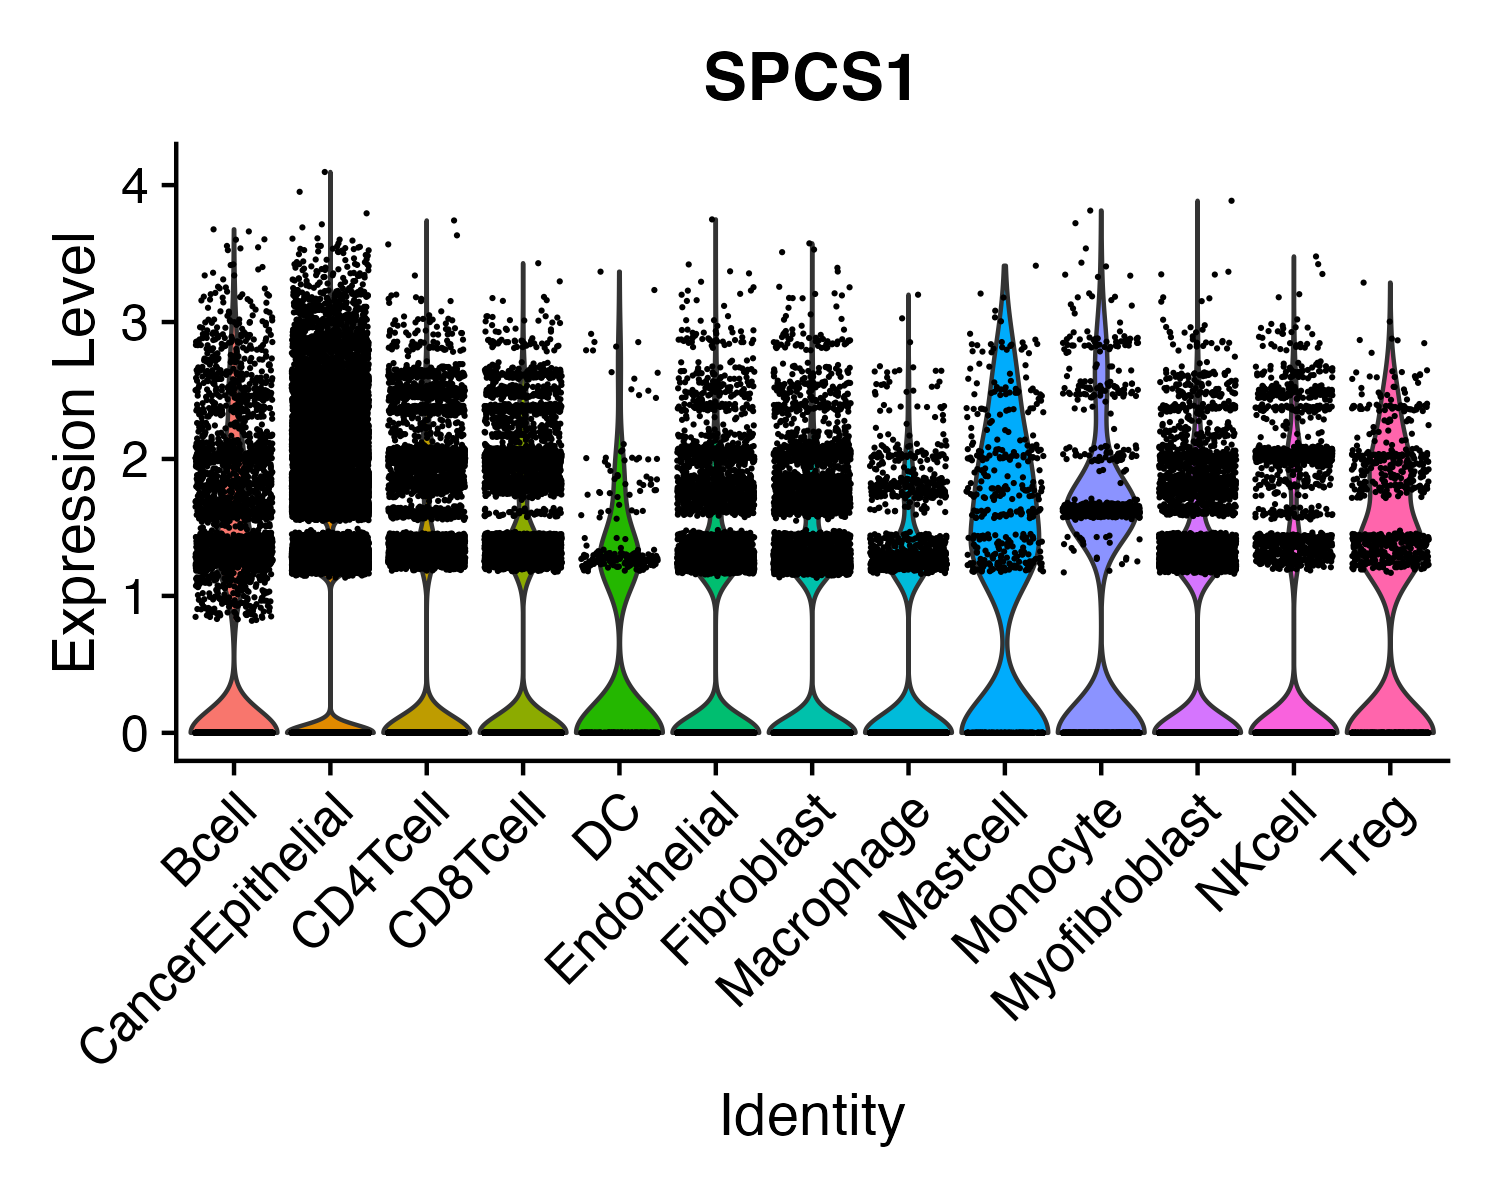 SPCS1
Expression Level
4
3
2
1
0
Bcell
CancerEpithelial
CD4Tcell
CD8Tcell
DC
Endothelial
Fibroblast
Macrophage
Mastcell
Monocyte
Myofibroblast
NKcell
Treg
Identity